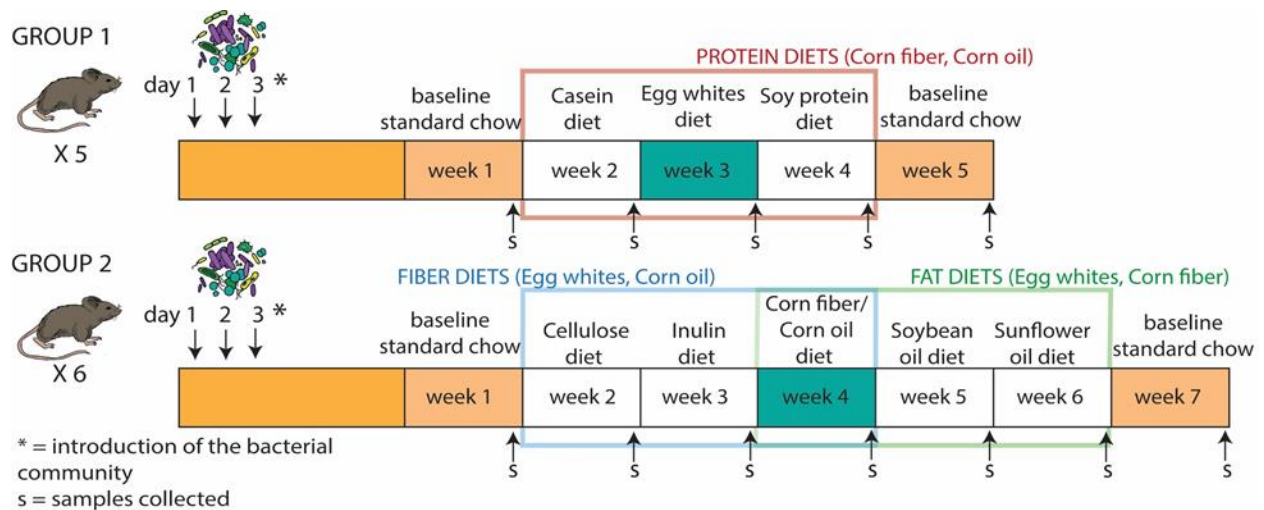 GROUP 1
day 1 2 3 *
X 5
PROTEIN DIETS (Corn fiber, Corn oil)
baseline
standard chow
Casein
diet
Egg whites
diet
Soy protein
diet
baseline
standard chow
week 1
week 2
week 3
week 4
week 5
s
s
s
s
s
GROUP 2
day 1 2 3 *
X 6
FIBER DIETS (Egg whites, Corn oil)
FAT DIETS (Egg whites, Corn fiber)
baseline
standard chow
Cellulose
diet
Inulin
diet
Corn fiber/
Corn oil
diet
Soybean
oil diet
Sunflower
oil diet
baseline
standard chow
week 1
week 2
week 3
week 4
week 5
week 6
week 7
s
s
s
s
s
s
s
* = introduction of the bacterial
community
s = samples collected